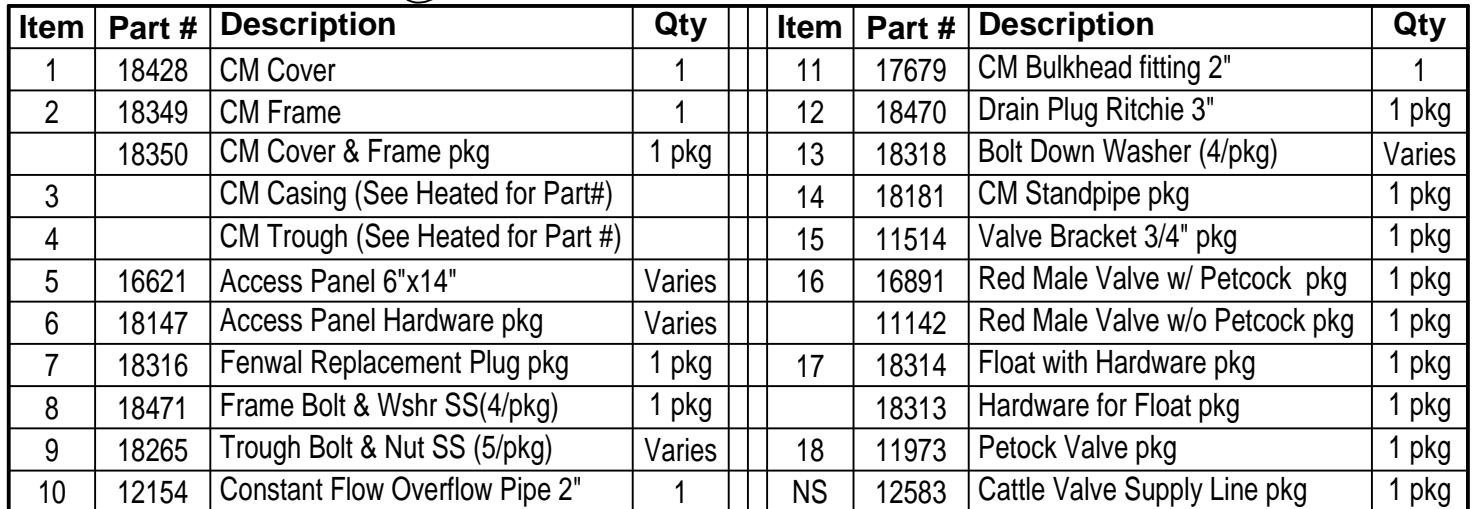 Item Part # Description Qty Item Part # Description Qty
1 18428 CM Cover 1 11 17679 CM Bulkhead fitting 2" 1
2 18349 CM Frame 1 12 18470 Drain Plug Ritchie 3" 1 pkg
18350 CM Cover & Frame pkg 1 pkg 13 18318 Bolt Down Washer (4/pkg) Varies
3 CM Casing (See Heated for Part#) 14 18181 CM Standpipe pkg 1 pkg
4 CM Trough (See Heated for Part #) 15 11514 Valve Bracket 3/4" pkg 1 pkg
5 16621 Access Panel 6"x14" Varies 16 16891 Red Male Valve w/ Petcock pkg 1 pkg
6 18147 Access Panel Hardware pkg Varies 11142 Red Male Valve w/o Petcock pkg 1 pkg
7 18316 Fenwal Replacement Plug pkg 1 pkg 17 18314 Float with Hardware pkg 1 pkg
8 18471 Frame Bolt & Wshr SS(4/pkg) 1 pkg 18313 Hardware for Float pkg 1 pkg
9 18265 Trough Bolt & Nut SS (5/pkg) Varies 18 11973 Petock Valve pkg 1 pkg
10 12154 Constant Flow Overflow Pipe 2" 1 NS 12583 Cattle Valve Supply Line pkg 1 pkg